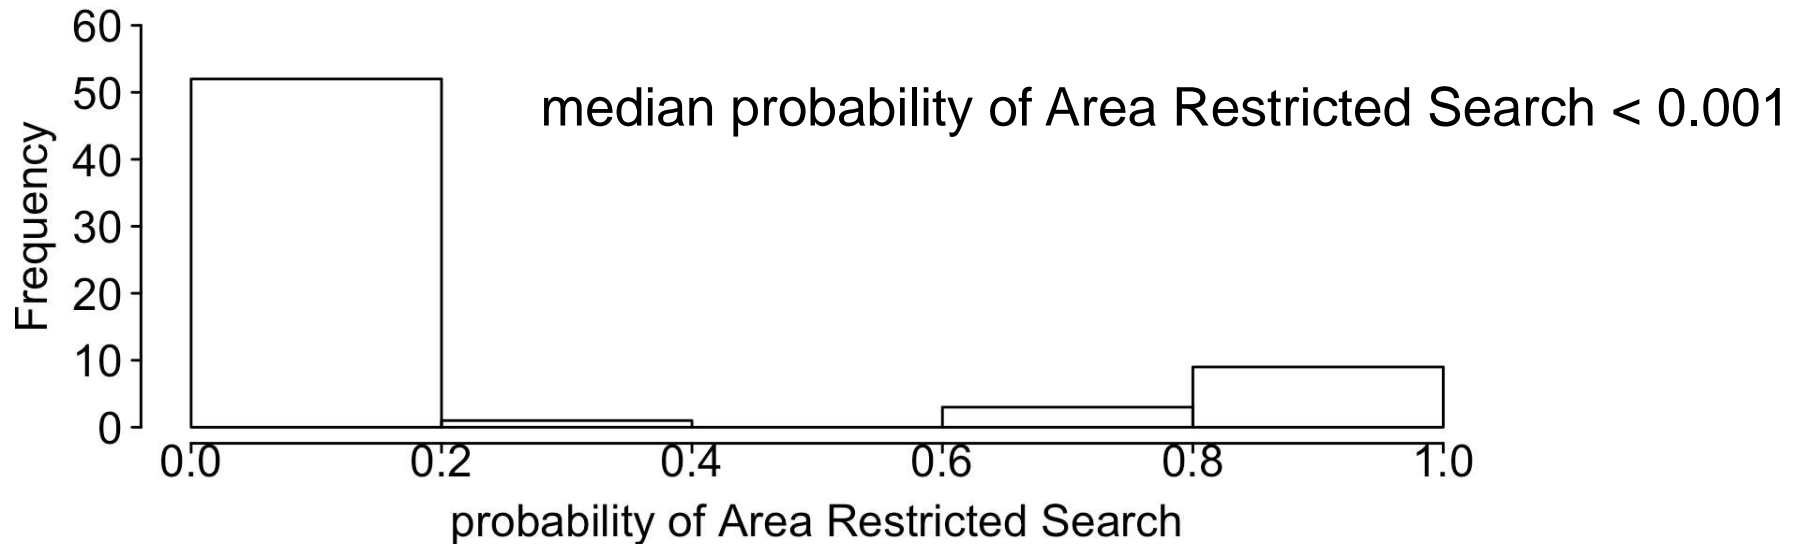 60
50
40
30
20
10
0
Frequency
median probability of Area Restricted Search < 0.001
0.0 0.2 0.4 0.6 0.8 1.0
probability of Area Restricted Search